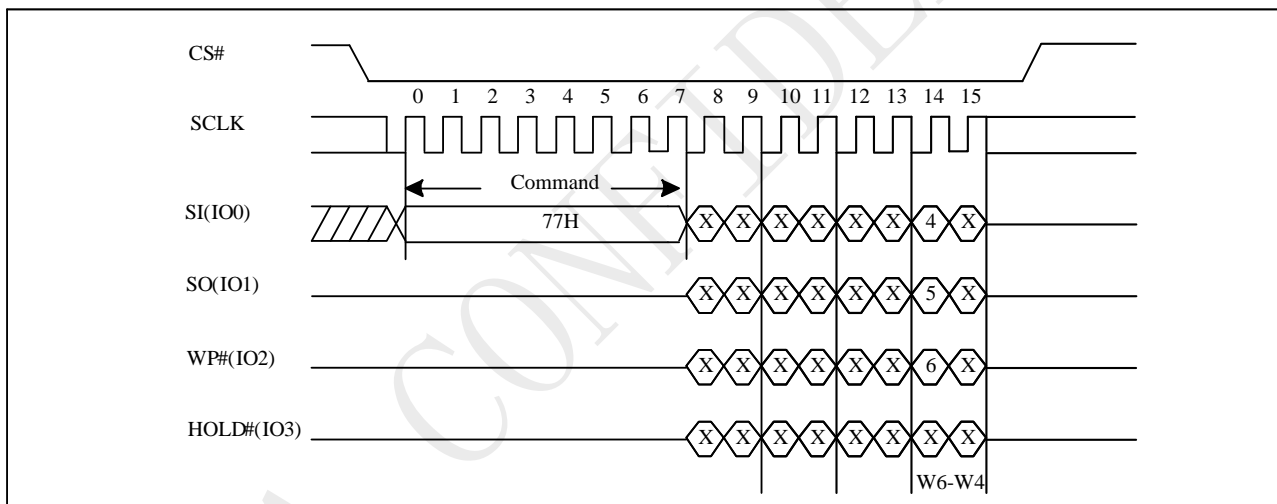 CS#
0 1 2 3 4 5 6 7 8 9 10 11 12 13 14 15
SCLK
Command
SI(IO0)
77H
X X X X X X 4 X
SO(IO1)
X X X X X X 5 X
WP#(IO2)
X X X X X X 6 X
HOLD#(IO3)
X X X X X X X X
W6-W4